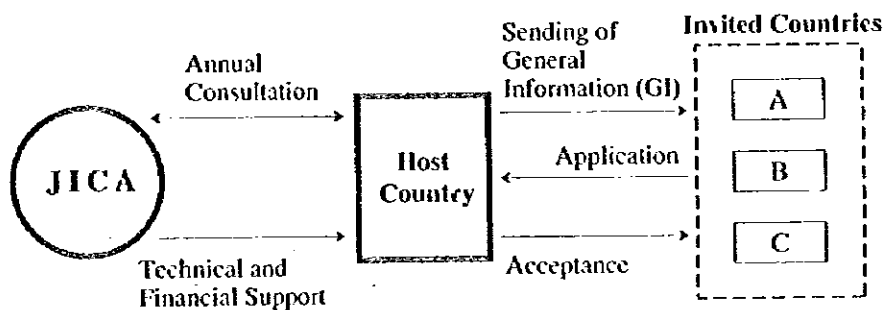 Invited Countries
Sending of
General
Information (GI)
Annual
Consultation
A
JICA
Host
Country
Application
B
C
Technical and
Financial Support
Acceptance